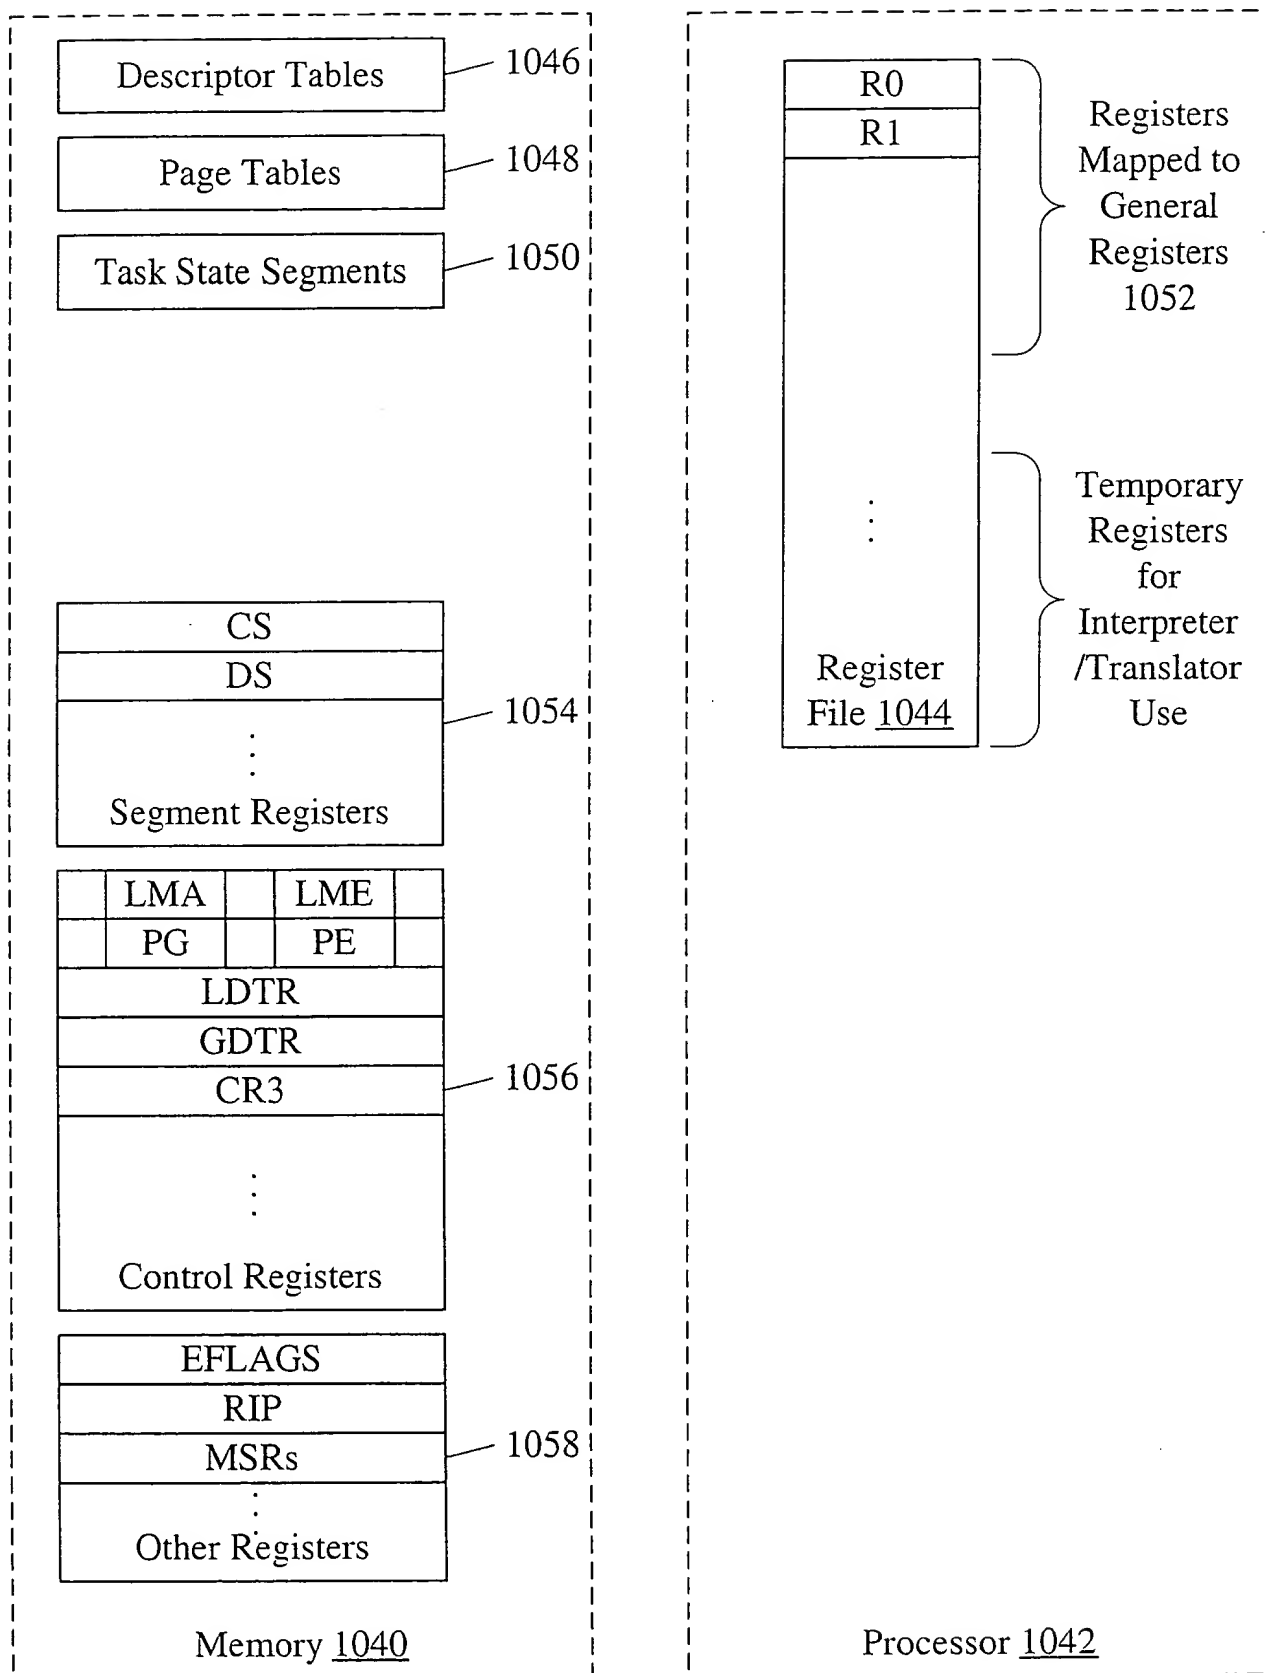 Descriptor Tables
1046
Page Tables
1048
Task State Segments
1050
CS
DS
1054
Segment Registers
LMA LME
PG PE
LDTR
GDTR
CR3
1056
Control Registers
EFLAGS
RIP
MSRs
1058
Other Registers
Memory 1040
R0
R1
Registers
Mapped to
General
Registers
1052
Temporary
Registers
for
Interpreter
/Translator
Use
Register
File 1044
Processor 1042